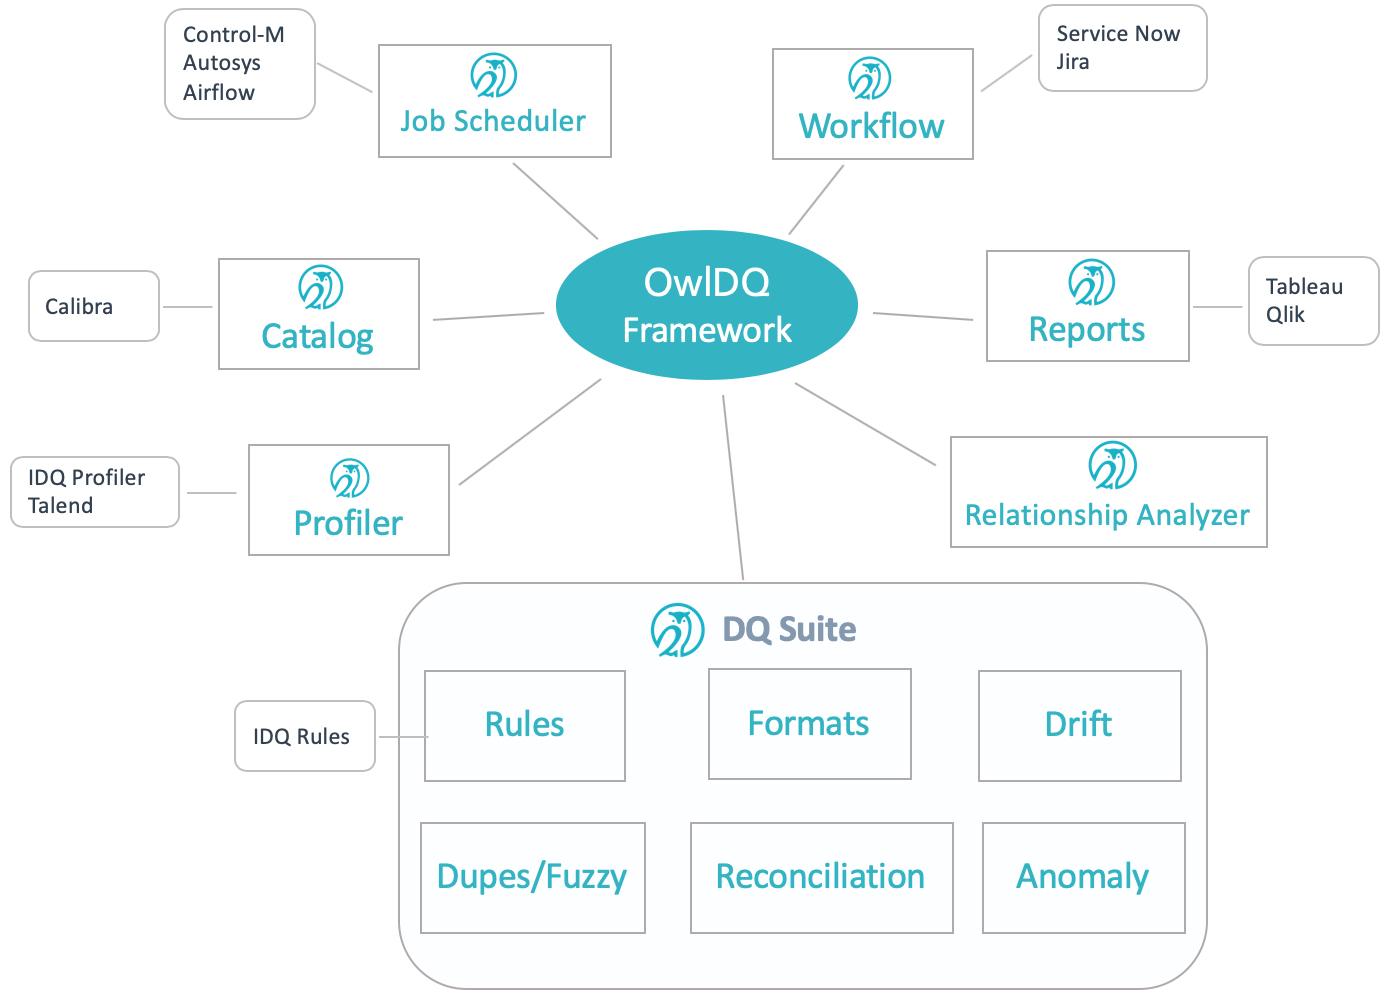 Control-M
Autosys
Airflow
Job Scheduler
Workflow
Service Now
Jira
Calibra
Catalog
OwlDQ
Framework
Reports
Tableau
Qlik
IDQ Profiler
Talend
Profiler
Relationship Analyzer
DQ Suite
IDQ Rules
Rules
Formats
Drift
Dupes/Fuzzy
Reconciliation
Anomaly